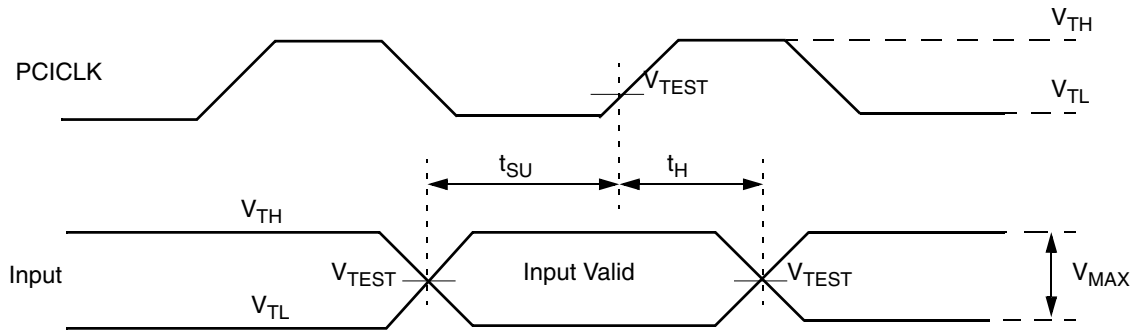 V_TH
PCICLK
V_TEST
V_TL
t_SU
t_H
V_TH
Input
V_TEST
Input Valid
V_TEST
V_MAX
V_TL